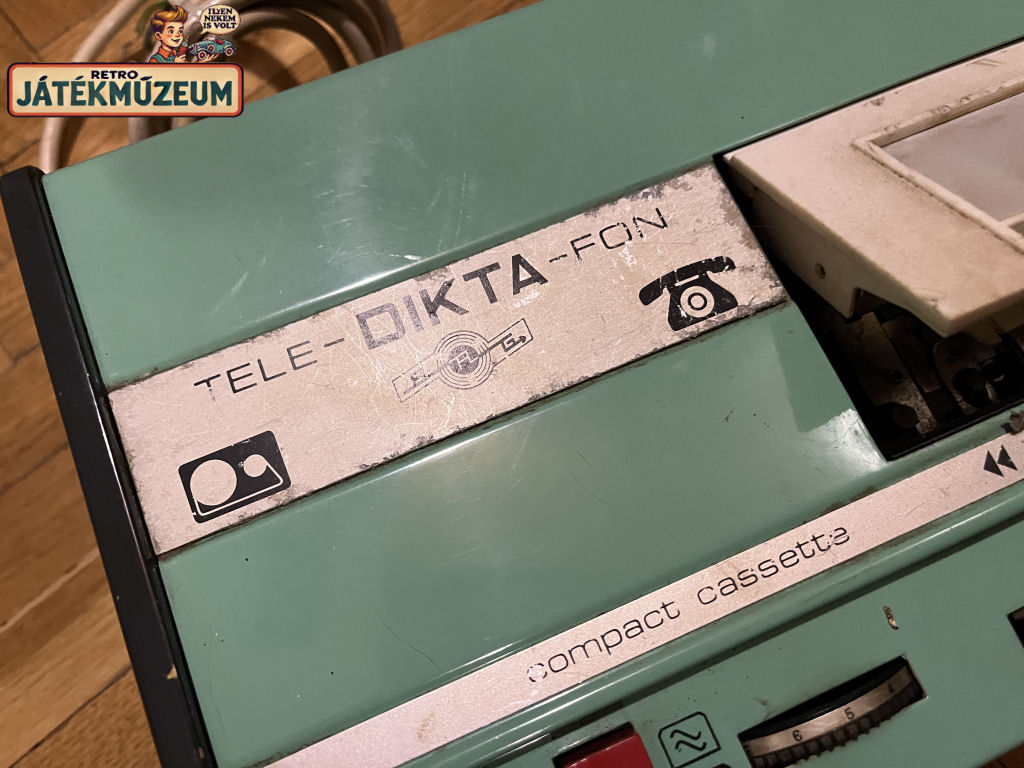 ILYEN
NEKEM
IS VOLT
RETRO
JÁTÉKMÚZEUM
TELE-DIKTA-FON
compact cassette
4
5
6